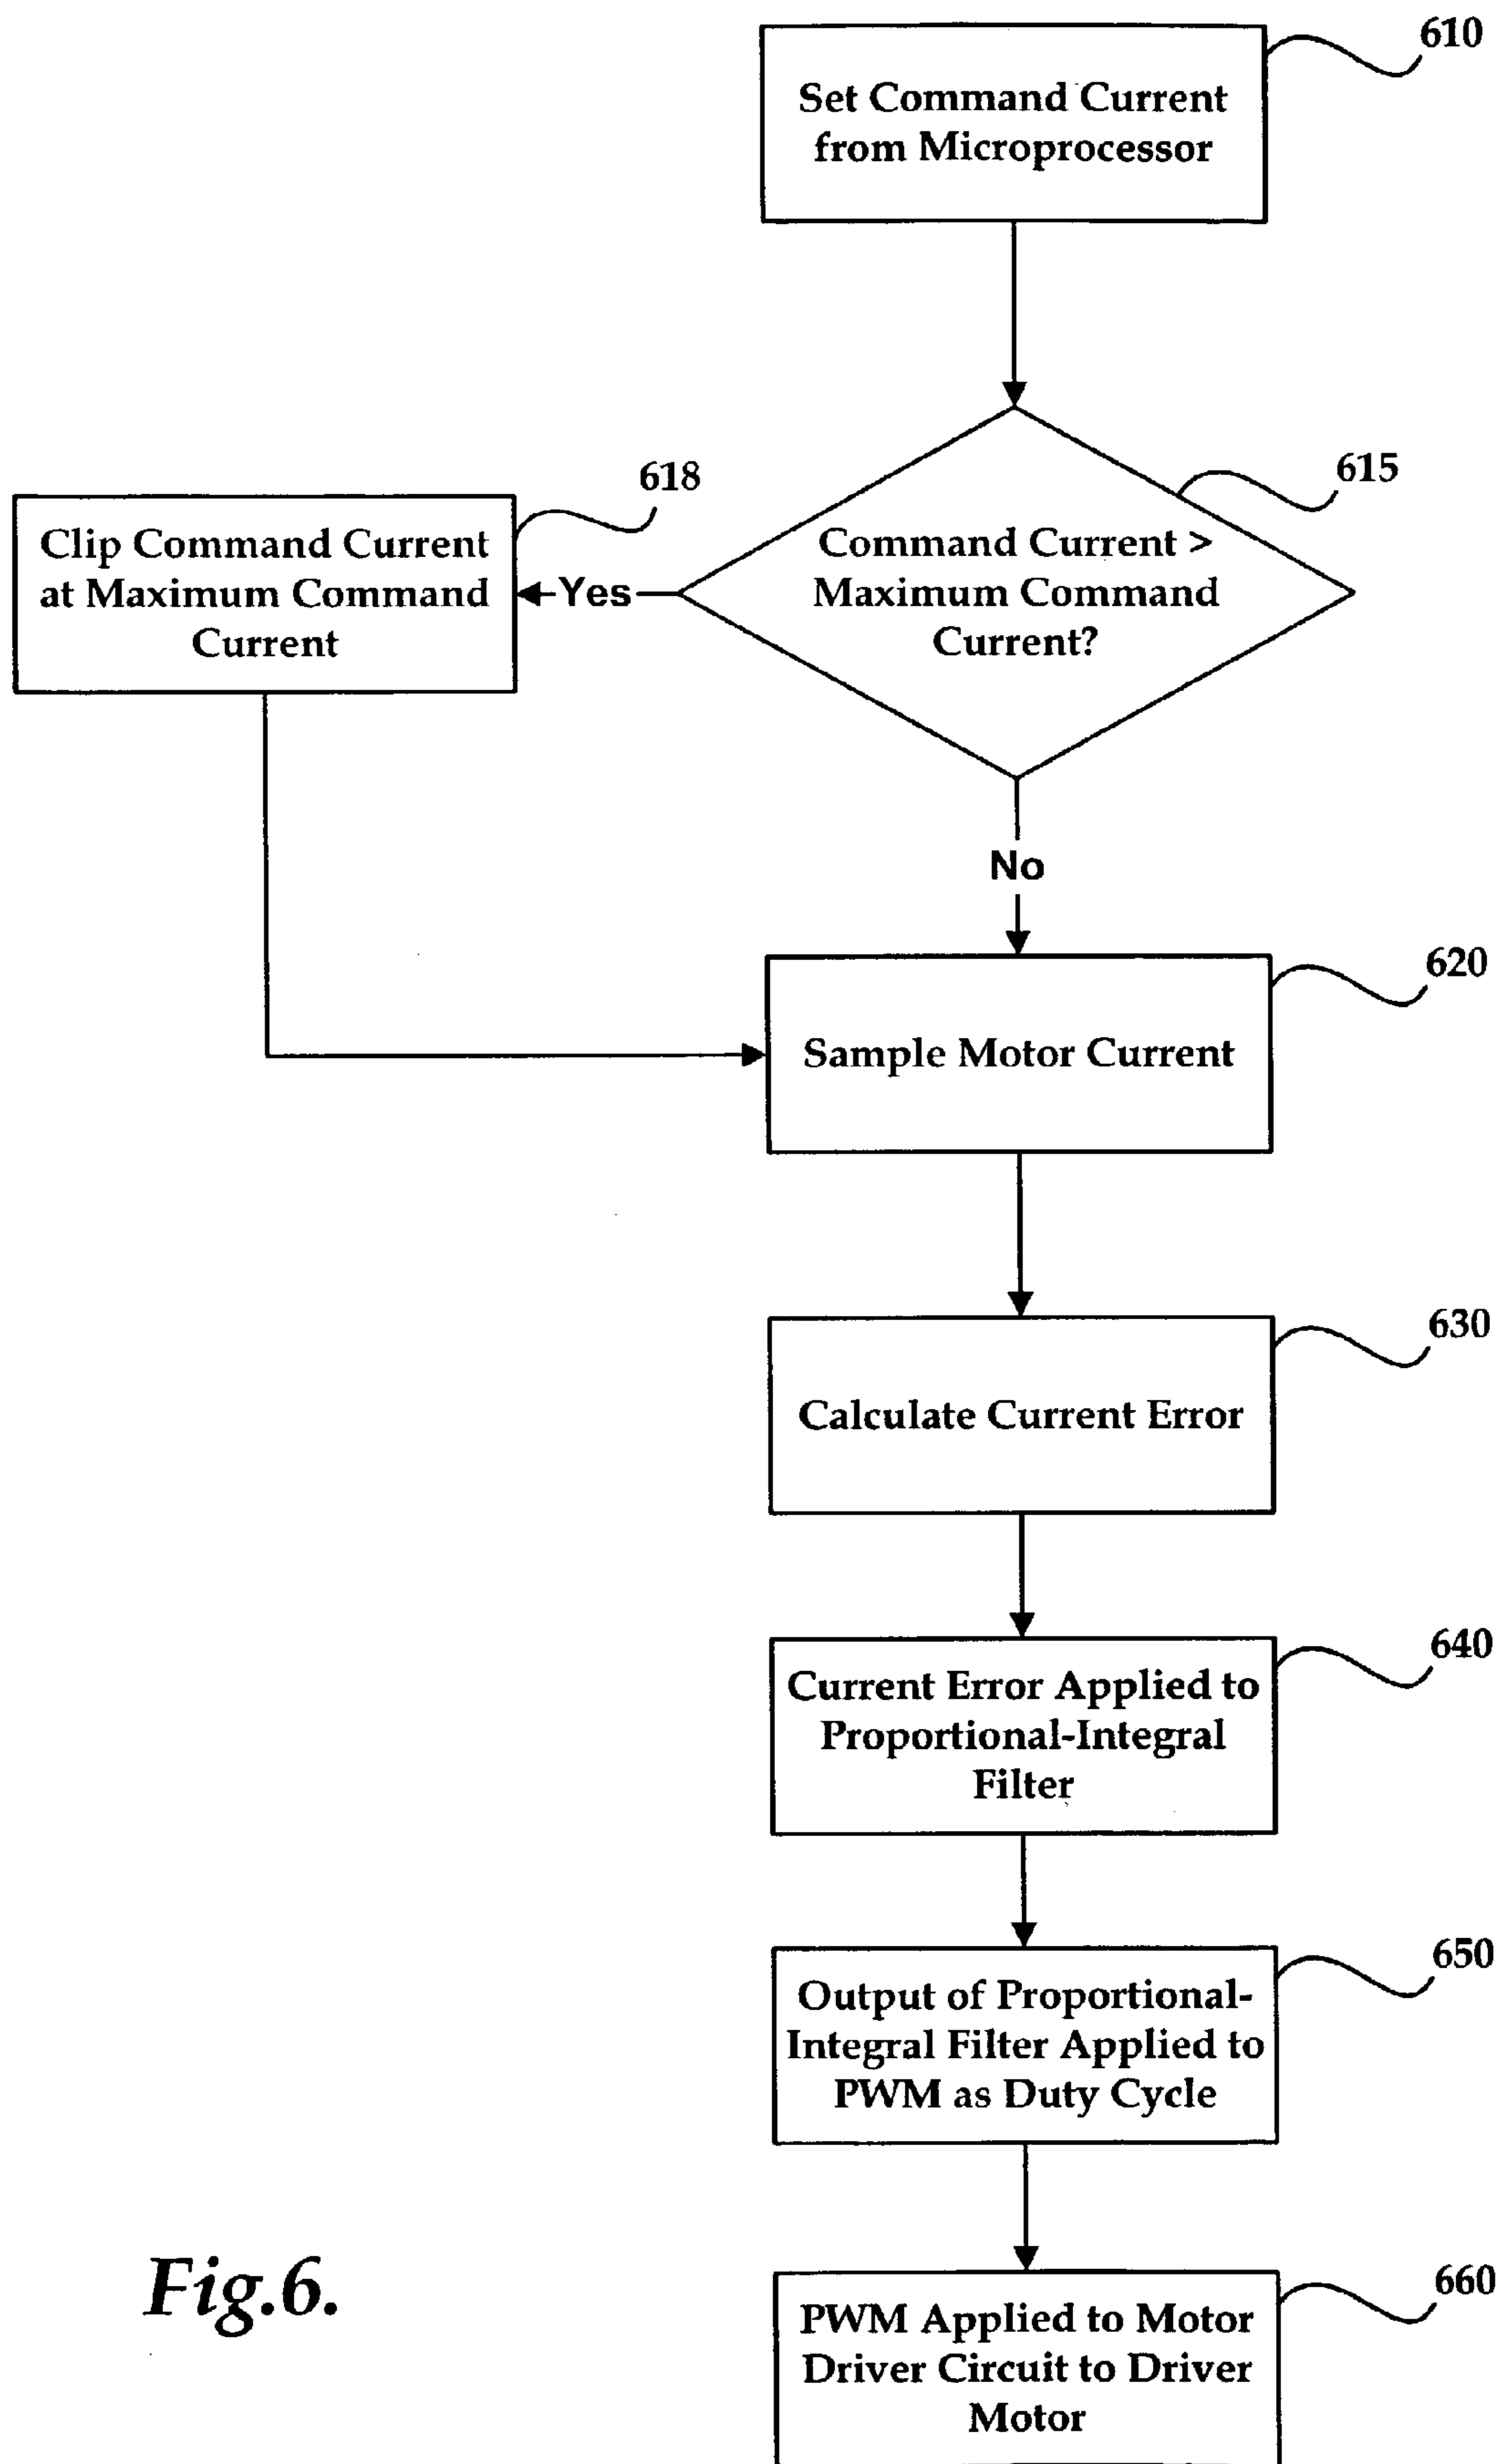 610
Set Command Current
from Microprocessor
615
Command Current >
Maximum Command
Current?
618
Clip Command Current
at Maximum Command
Current
Yes
No
620
Sample Motor Current
630
Calculate Current Error
640
Current Error Applied to
Proportional-Integral
Filter
650
Output of Proportional-
Integral Filter Applied to
PWM as Duty Cycle
660
PWM Applied to Motor
Driver Circuit to Driver
Motor
Fig.6.